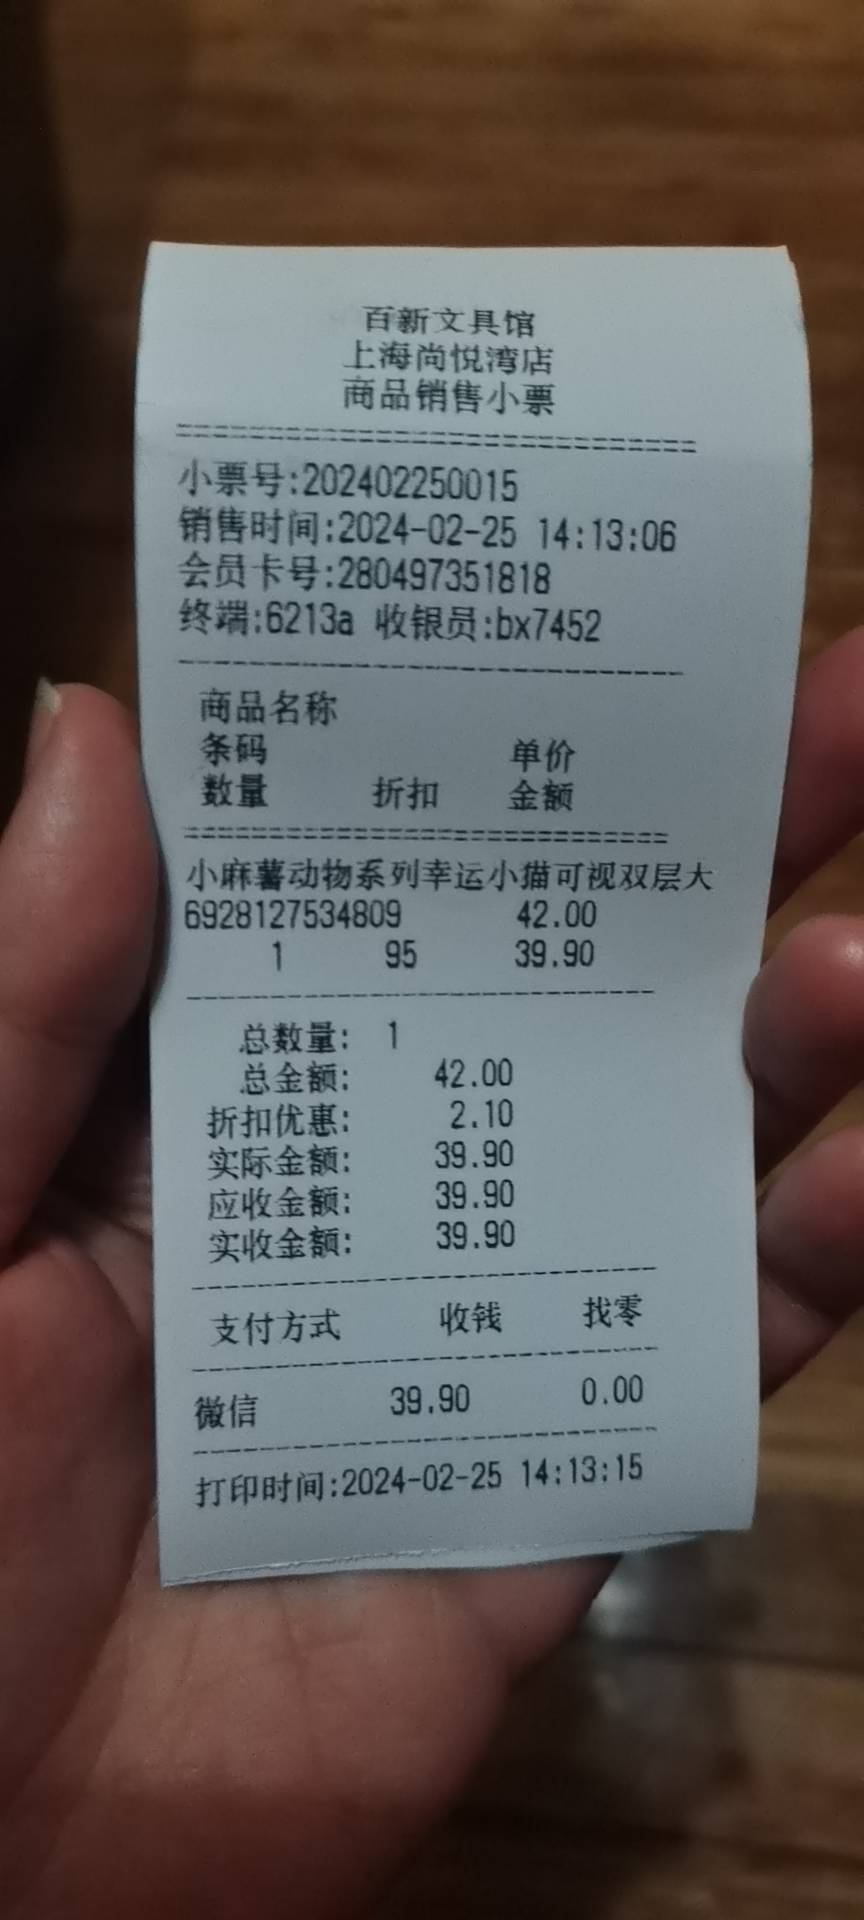 百新文具馆
上海尚悦湾店
商品销售小票
================================
小票号:202402250015
销售时间:2024-02-25 14:13:06
会员卡号:280497351818
终端:6213a 收银员:bx7452
--------------------------------
商品名称
条码 单价
数量 折扣 金额
================================
小麻薯动物系列幸运小猫可视双层大
6928127534809 42.00
1 95 39.90
--------------------------------
总数量: 1
总金额: 42.00
折扣优惠: 2.10
实际金额: 39.90
应收金额: 39.90
实收金额: 39.90
--------------------------------
支付方式 收钱 找零
--------------------------------
微信 39.90 0.00
--------------------------------
打印时间:2024-02-25 14:13:15